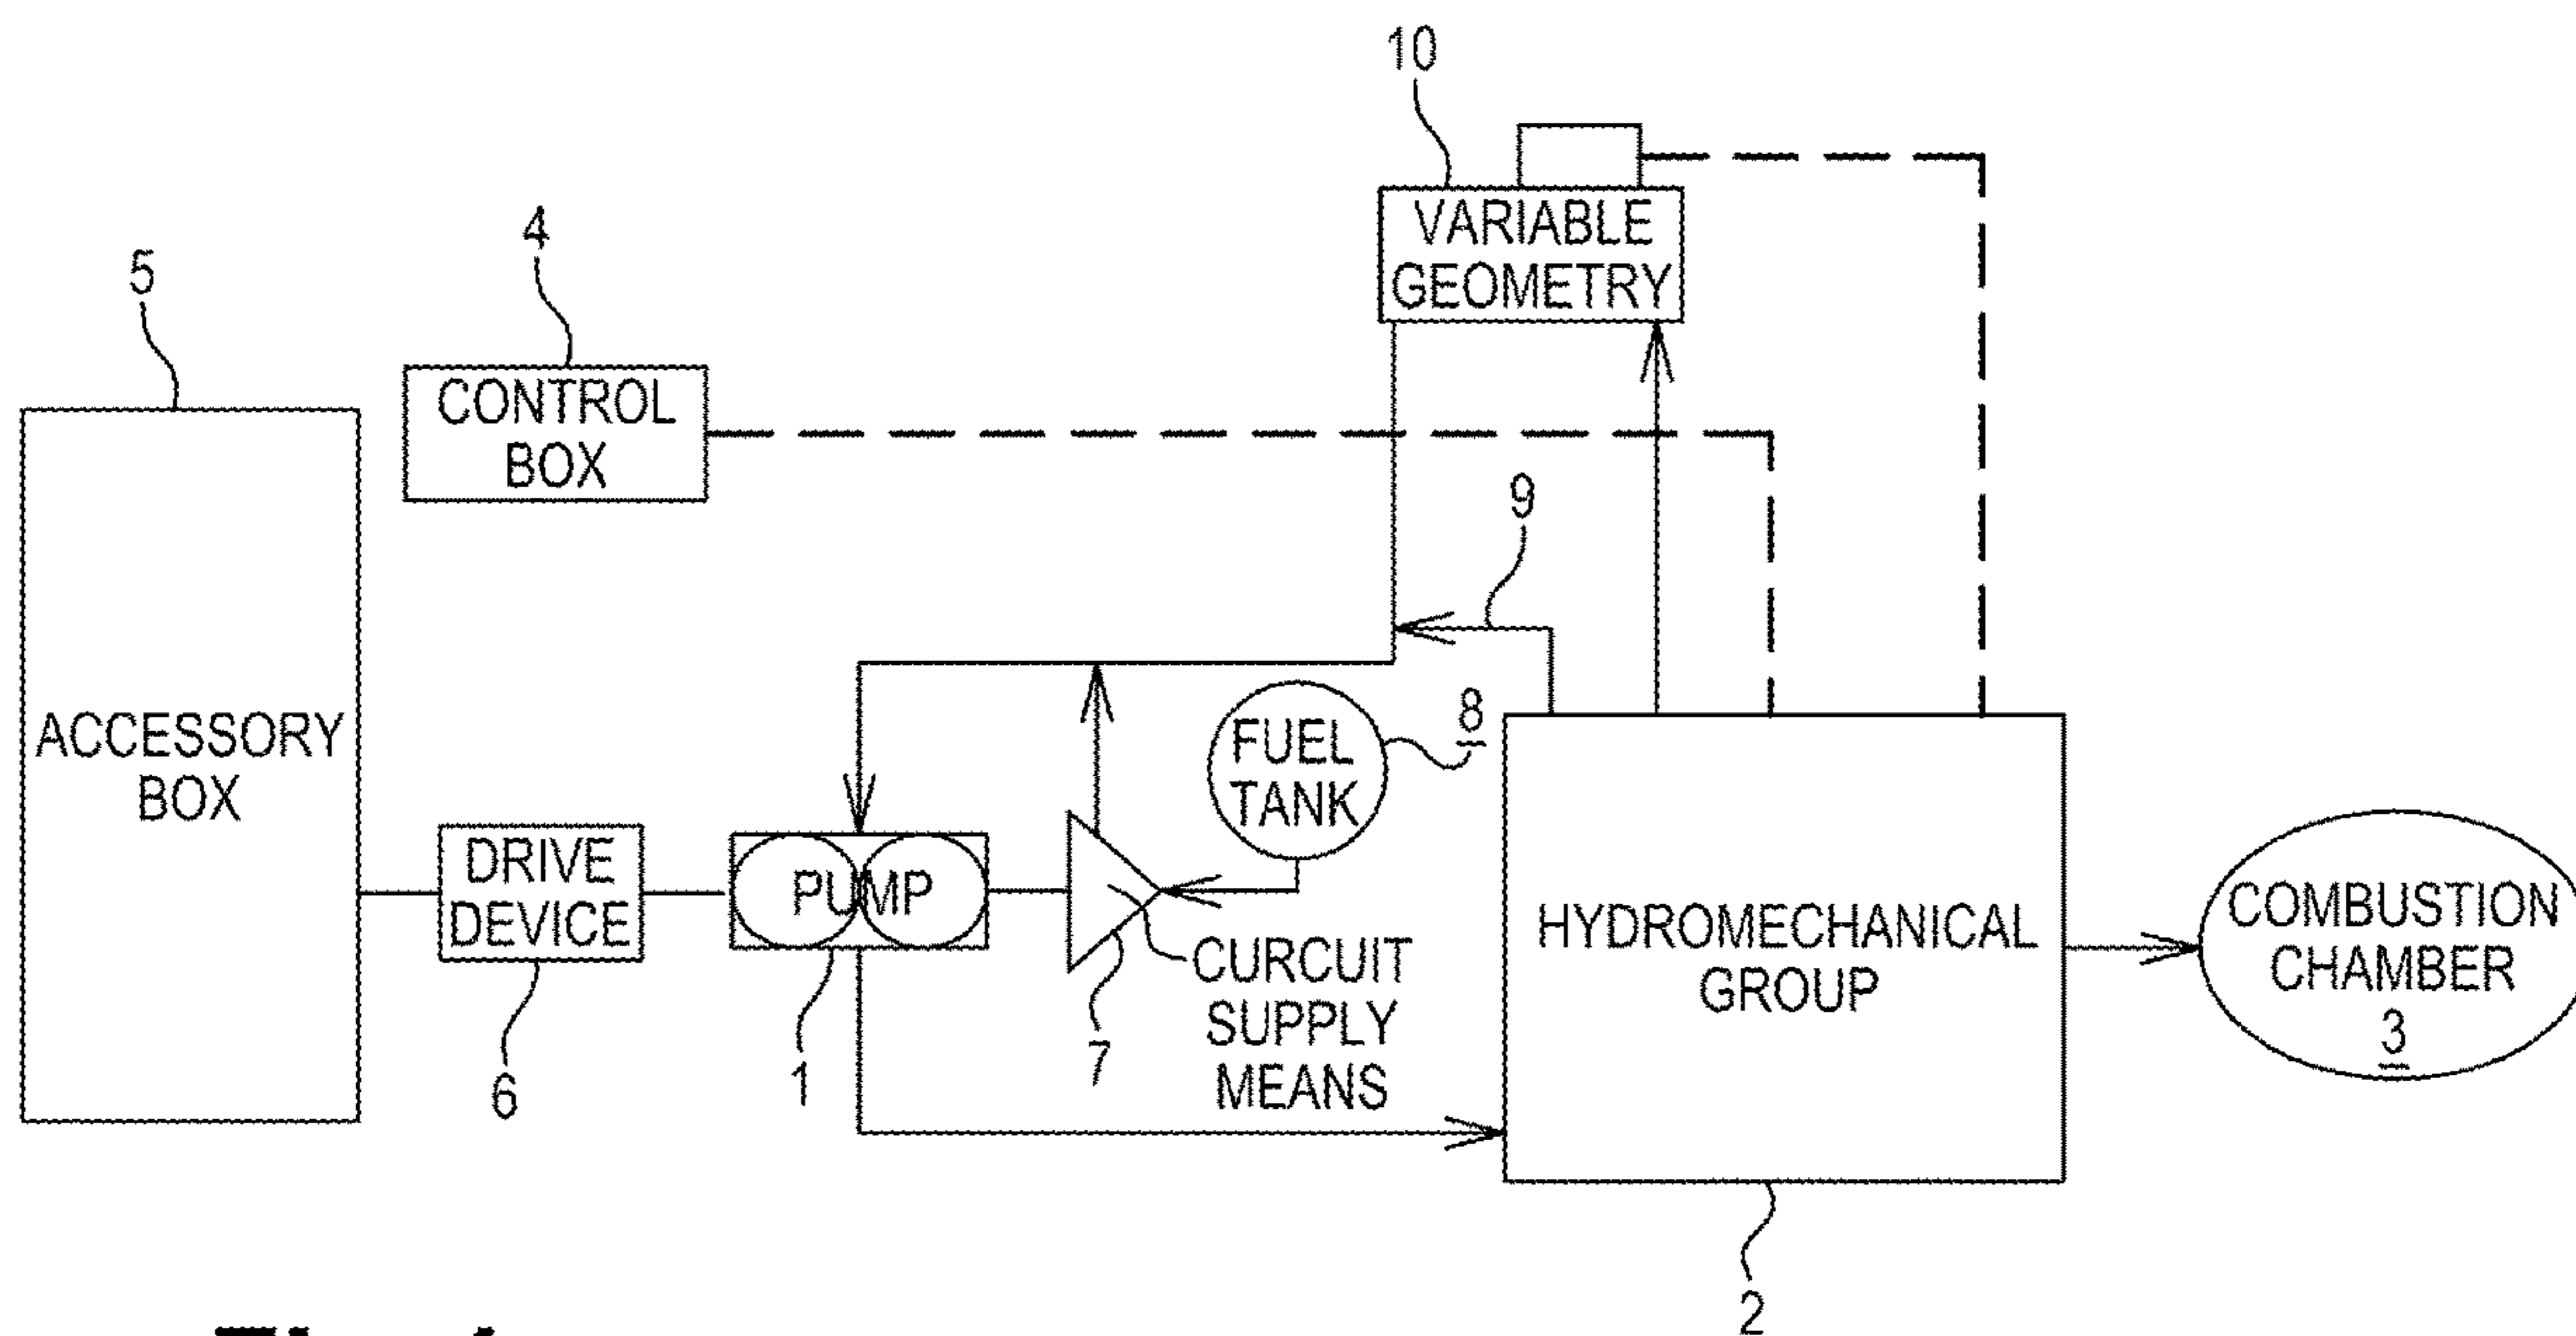 10
VARIABLE
GEOMETRY
4
CONTROL
BOX
5
ACCESSORY
BOX
9
FUEL
TANK
8
DRIVE
DEVICE
6
PUMP
1
7
CURCUIT
SUPPLY
MEANS
HYDROMECHANICAL
GROUP
2
COMBUSTION
CHAMBER
3